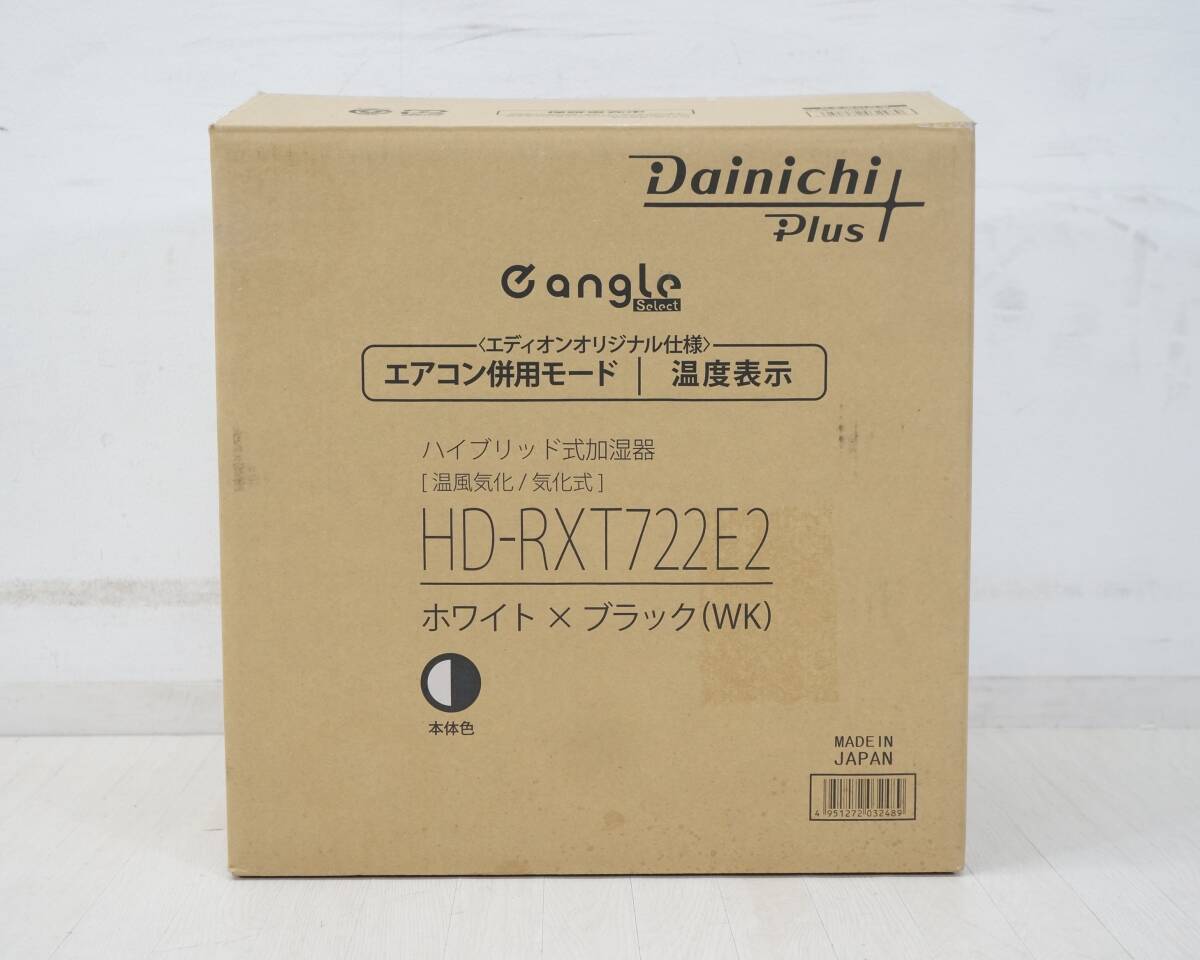 Dainichi
Plus
e angle
Select
〈エディオンオリジナル仕様〉
エアコン併用モード | 温度表示
ハイブリッド式加湿器
[ 温風気化 / 気化式 ]
HD-RXT722E2
ホワイト × ブラック(WK)
本体色
MADE IN
JAPAN
4 951272 032489